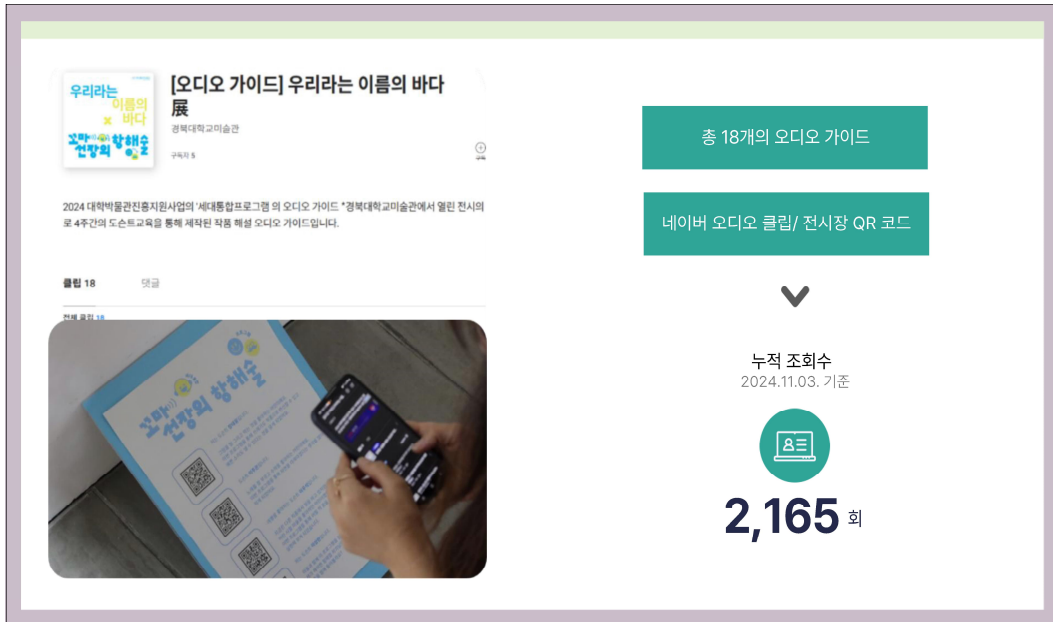 우리라는
이름의
x 바다
꼬마 선장의 항해술
[오디오 가이드] 우리라는 이름의 바다
展
경북대학교미술관
구독자 5
구독
2024 대학박물관진흥지원사업의 '세대통합프로그램 의 오디오 가이드 "경북대학교미술관에서 열린 전시의
로 4주간의 도슨트교육을 통해 제작된 작품 해설 오디오 가이드입니다.
클립 18 댓글
전체 클립 18
꼬마 선장의 항해술
총 18개의 오디오 가이드
네이버 오디오 클립/ 전시장 QR 코드
누적 조회수
2024.11.03. 기준
2,165 회